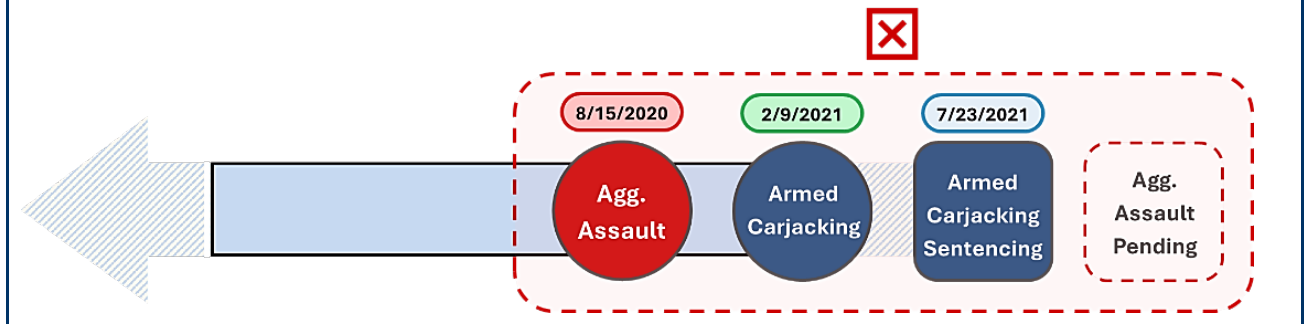 8/15/2020
2/9/2021
7/23/2021
Agg.
Assault
Armed
Carjacking
Armed
Carjacking
Sentencing
Agg.
Assault
Pending